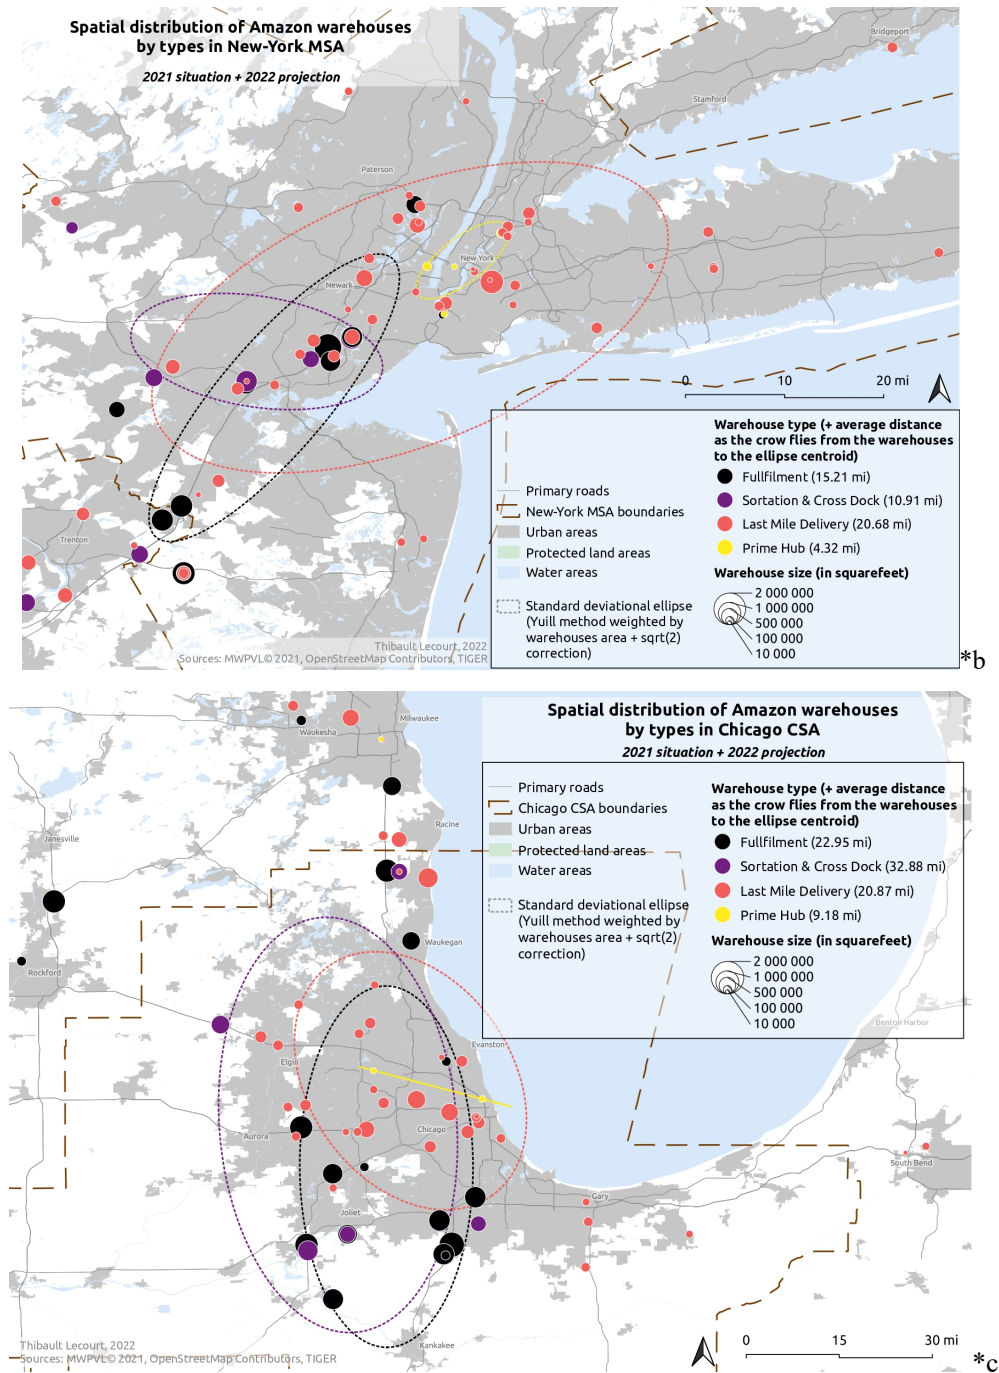 Spatial distribution of Amazon warehouses
by types in New-York MSA
2021 situation + 2022 projection
Bridgeport
Stamford
Paterson
New York
Newark
Trenton
0 10 20 mi
Primary roads
New-York MSA boundaries
Urban areas
Protected land areas
Water areas
Standard deviational ellipse
(Yuill method weighted by
warehouses area + sqrt(2)
correction)
Warehouse type (+ average distance
as the crow flies from the warehouses
to the ellipse centroid)
Fullfilment (15.21 mi)
Sortation & Cross Dock (10.91 mi)
Last Mile Delivery (20.68 mi)
Prime Hub (4.32 mi)
Warehouse size (in squarefeet)
2 000 000
1 000 000
500 000
100 000
10 000
Thibault Lecourt, 2022
Sources: MWPVL© 2021, OpenStreetMap Contributors, TIGER
*b
Spatial distribution of Amazon warehouses
by types in Chicago CSA
2021 situation + 2022 projection
Primary roads
Chicago CSA boundaries
Urban areas
Protected land areas
Water areas
Standard deviational ellipse
(Yuill method weighted by
warehouses area + sqrt(2)
correction)
Warehouse type (+ average distance
as the crow flies from the warehouses
to the ellipse centroid)
Fullfilment (22.95 mi)
Sortation & Cross Dock (32.88 mi)
Last Mile Delivery (20.87 mi)
Prime Hub (9.18 mi)
Warehouse size (in squarefeet)
2 000 000
1 000 000
500 000
100 000
10 000
Milwaukee
Waukesha
Racine
Janesville
Waukegan
Rockford
Benton Harbor
Evanston
Elgin
Chicago
Aurora
South Bend
Gary
Joliet
Kankakee
Thibault Lecourt, 2022
Sources: MWPVL© 2021, OpenStreetMap Contributors, TIGER
0 15 30 mi
*c